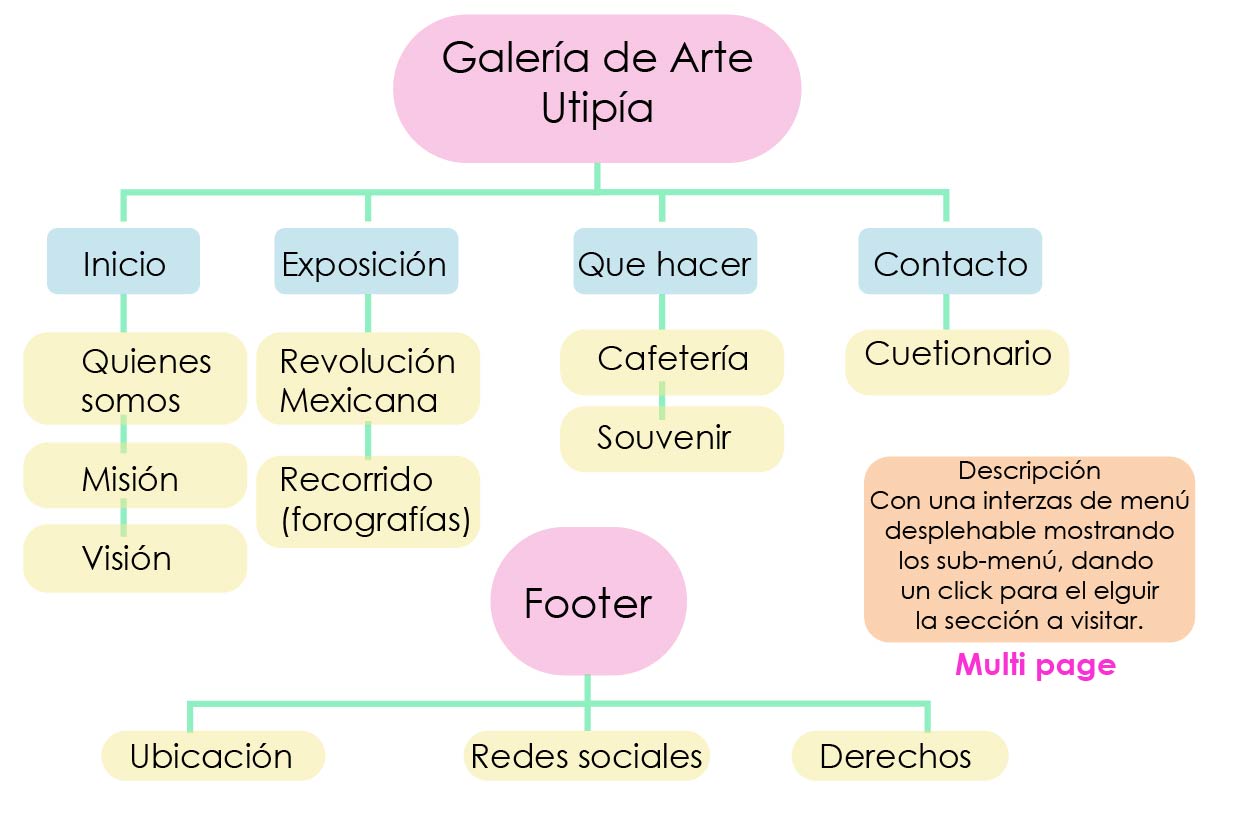 Galería de Arte
Utipía
Inicio
Exposición
Que hacer
Contacto
Quienes
somos
Misión
Visión
Revolución
Mexicana
Recorrido
(forografías)
Cafetería
Souvenir
Cuetionario
Descripción
Con una interzas de menú
desplehable mostrando
los sub-menú, dando
un click para el elguir
la sección a visitar.
Multi page
Footer
Ubicación
Redes sociales
Derechos